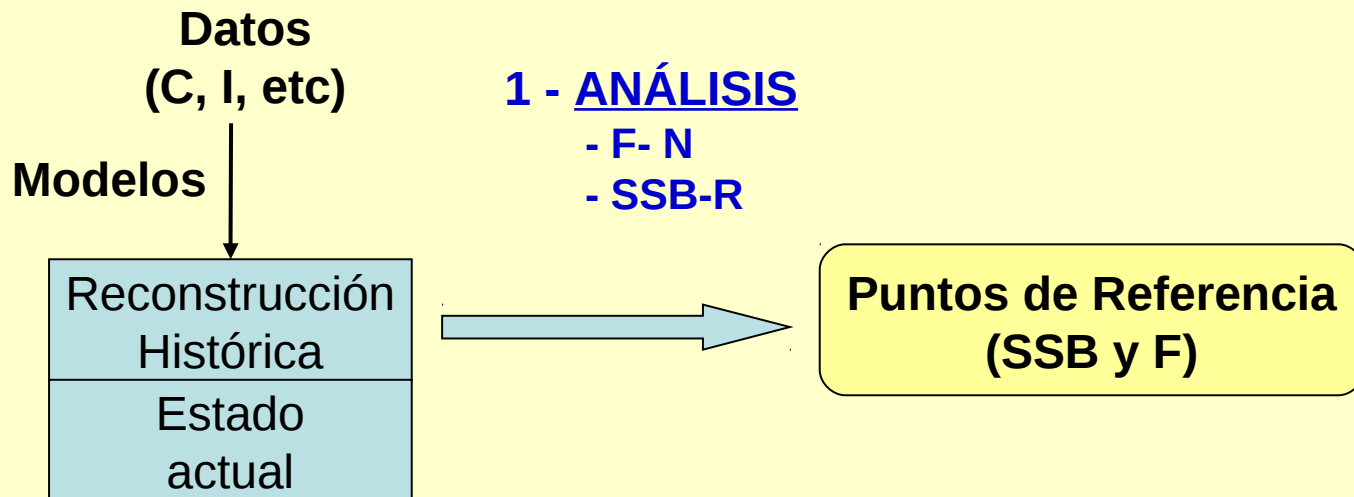 Datos
(C, I, etc)
1 - ANÁLISIS
- F- N
- SSB-R
Modelos
Reconstrucción
Histórica
Estado
actual
Puntos de Referencia
(SSB y F)